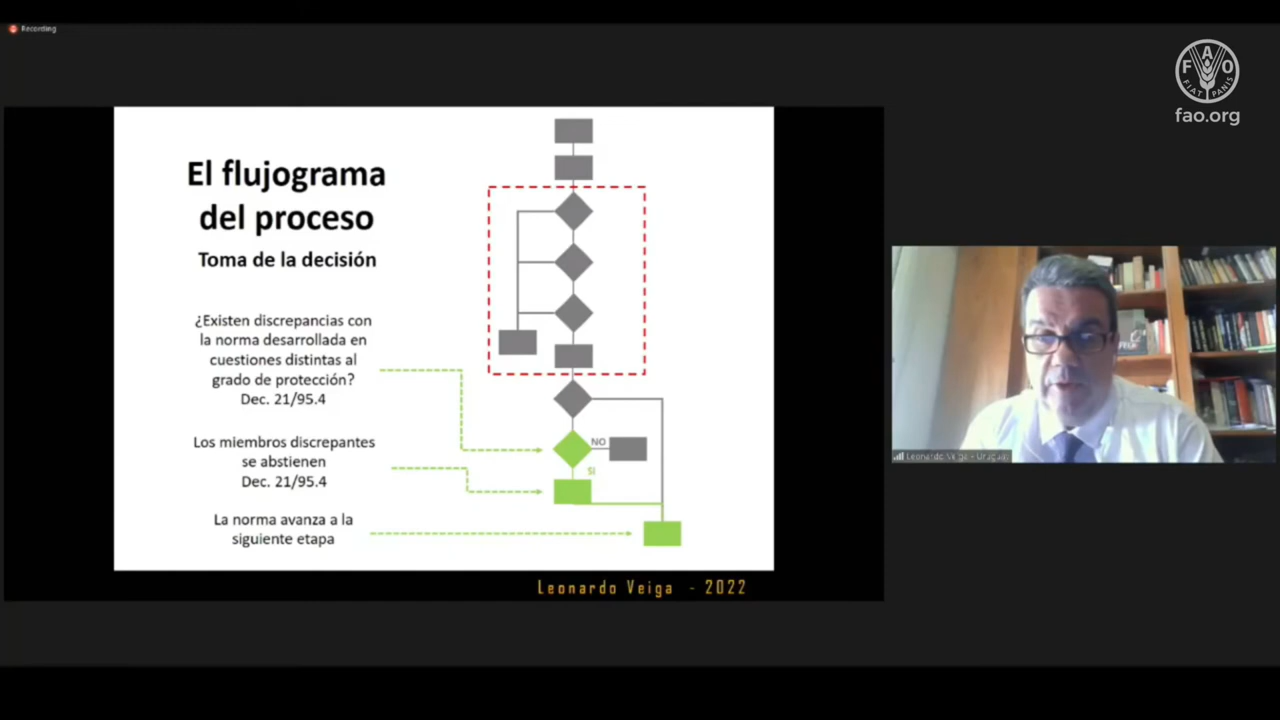 Recording
F A O
FIAT PANIS
fao.org
El flujograma
del proceso
Toma de la decisión
¿Existen discrepancias con
la norma desarrollada en
cuestiones distintas al
grado de protección?
Dec. 21/95.4
Los miembros discrepantes
se abstienen
Dec. 21/95.4
La norma avanza a la
siguiente etapa
NO
SI
Leonardo Veiga - 2022
Leonardo Veiga - Uruguay